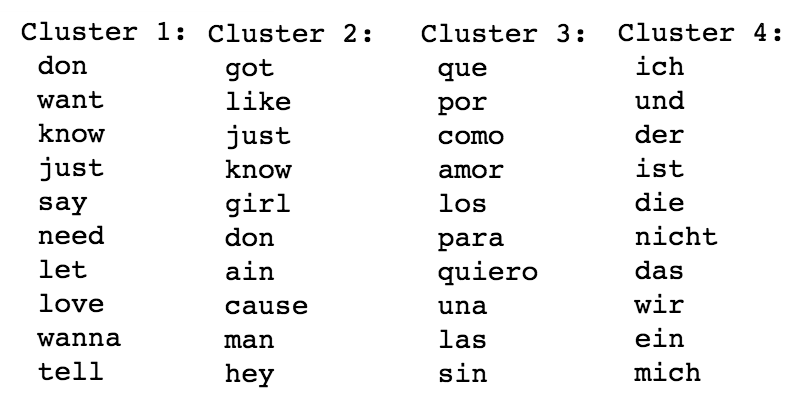 Cluster 1: Cluster 2: Cluster 3: Cluster 4:
don got que ich
want like por und
know just como der
just know amor ist
say girl los die
need don para nicht
let ain quiero das
love cause una wir
wanna man las ein
tell hey sin mich